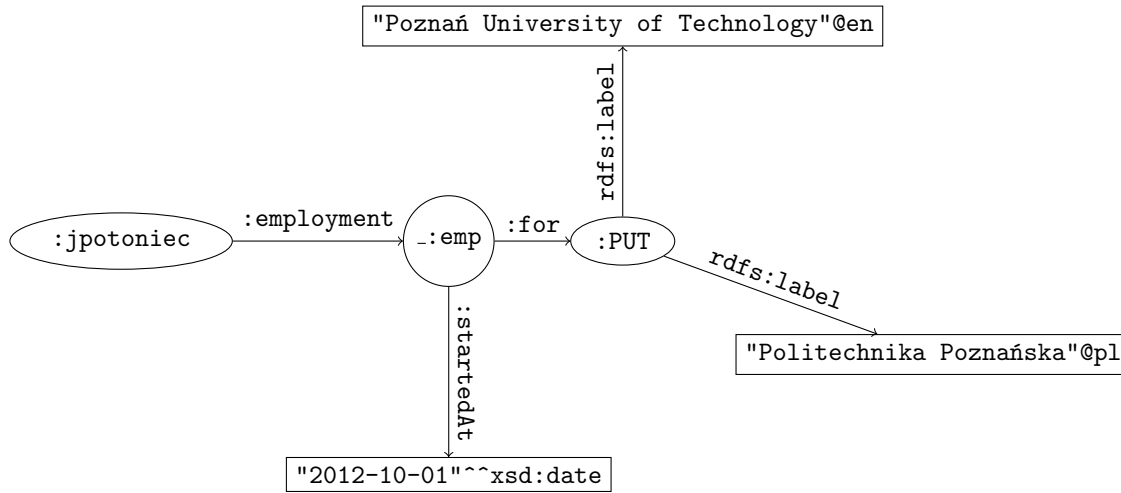 "Poznań University of Technology"@en
rdfs:label
:jpotoniec
:employment
_:emp
:for
:PUT
rdfs:label
:startedAt
"Politechnika Poznańska"@pl
"2012-10-01"^^xsd:date